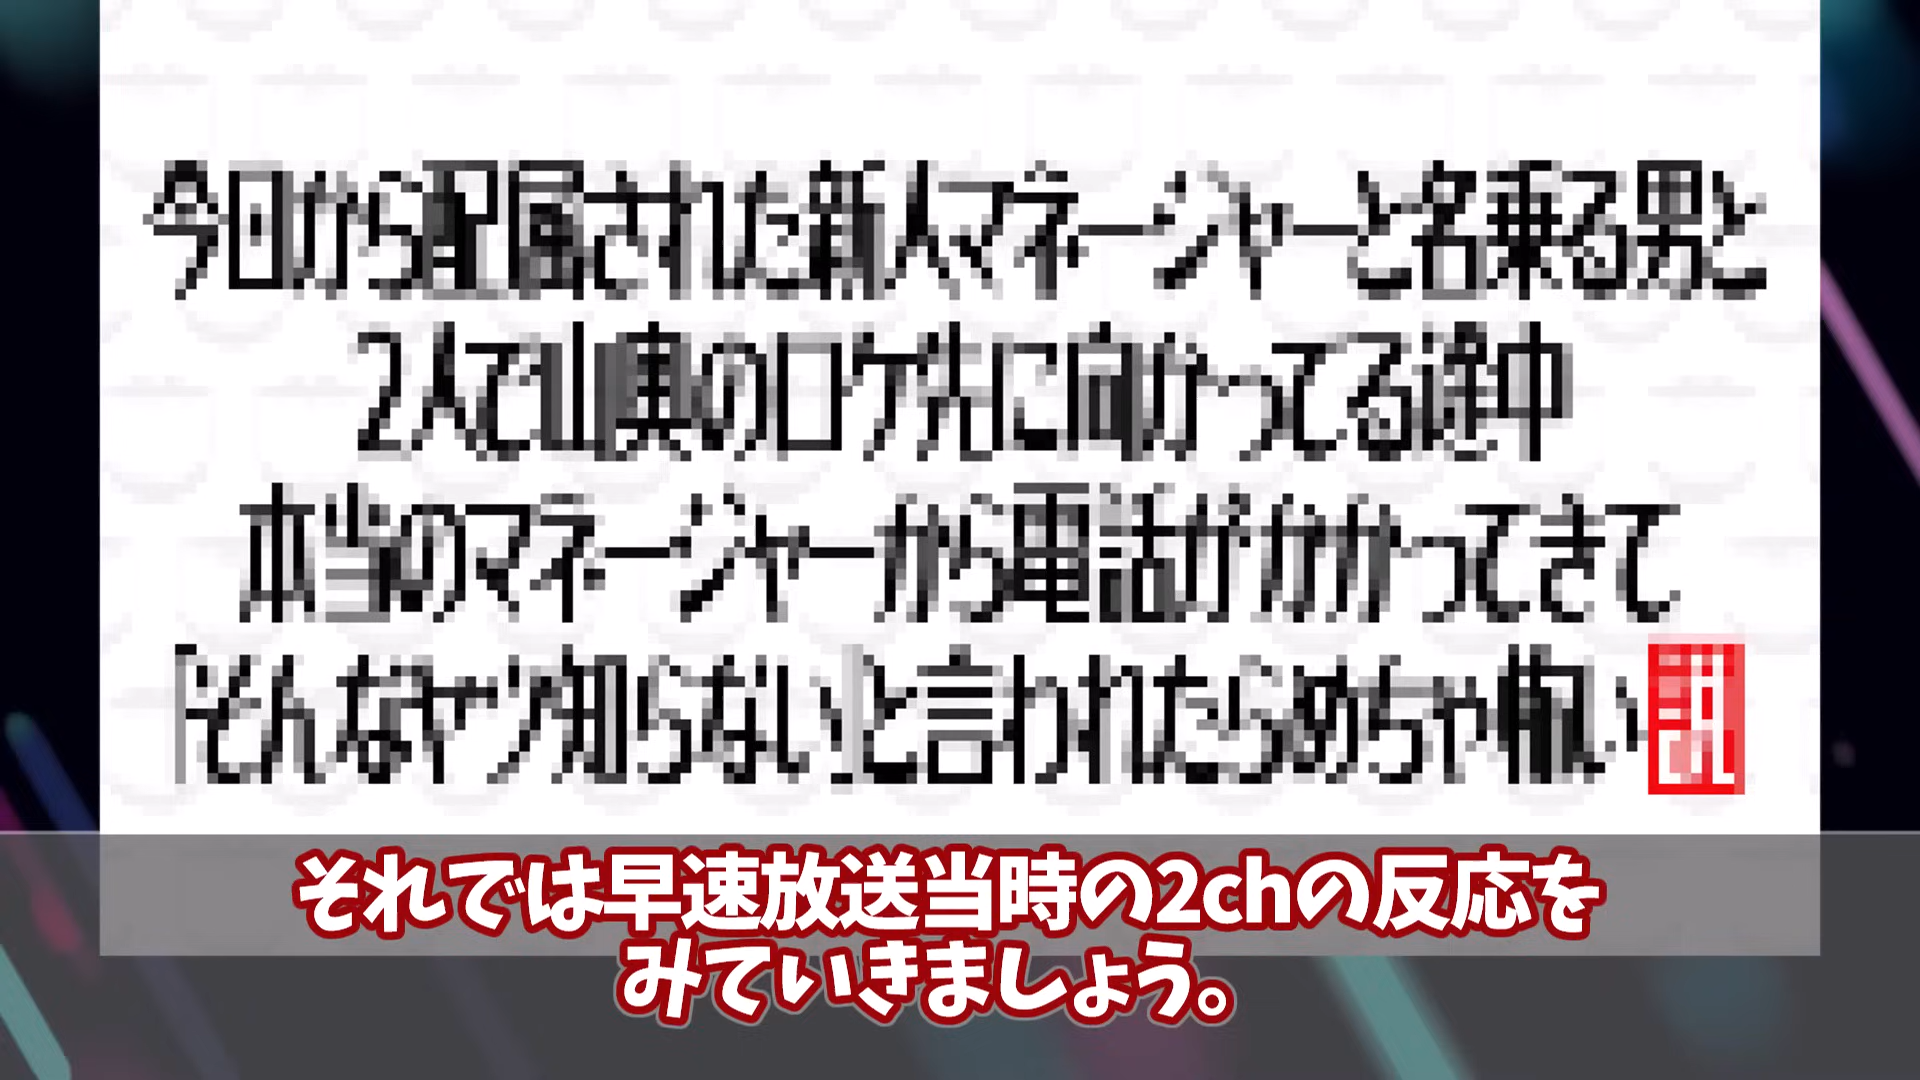 今日から配属された新人マネージャーと名乗る男と
2人で山奥のロケ先に向かってる途中
本当のマネージャーから電話がかかってきて
「そんなヤツ知らない」と言われたらめちゃ怖い説
それでは早速放送当時の2chの反応を
みていきましょう。